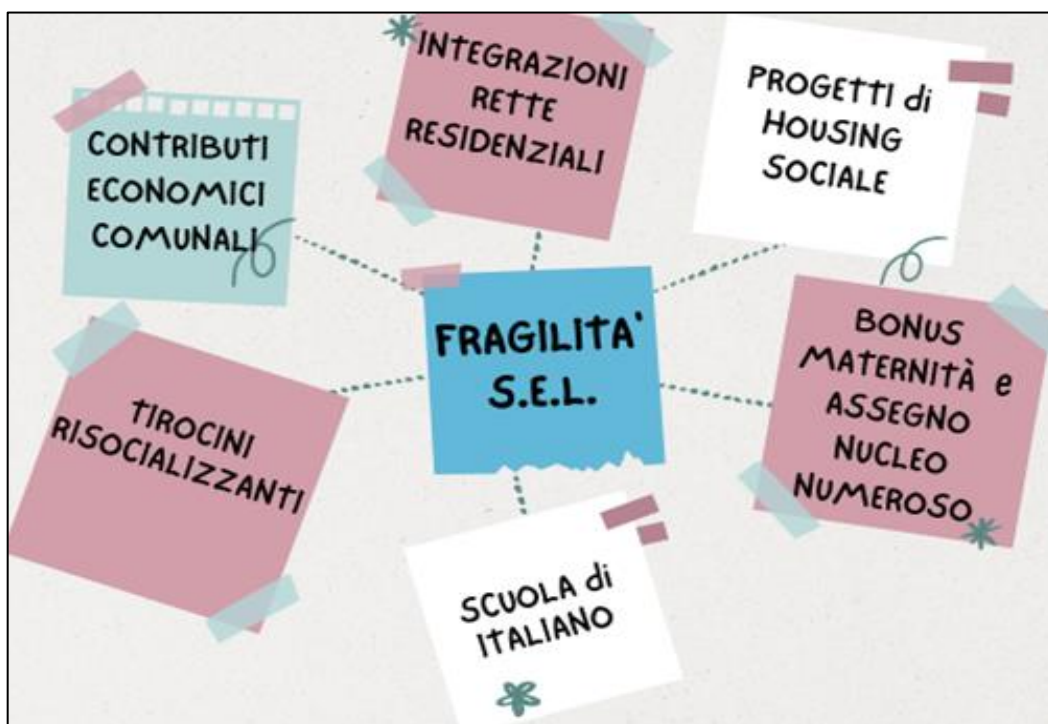 CONTRIBUTI
ECONOMICI
COMUNALI
INTEGRAZIONI
RETTE
RESIDENZIALI
PROGETTI di
HOUSING
SOCIALE
FRAGILITA'
S.E.L.
BONUS
MATERNITÀ e
ASSEGNO
NUCLEO
NUMEROSO
TIROCINI
RISOCIALIZZANTI
SCUOLA di
ITALIANO